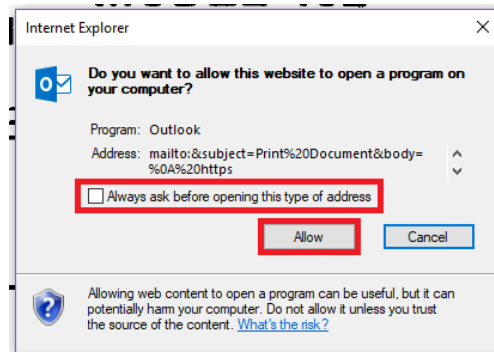 Internet Explorer
Do you want to allow this website to open a program on
your computer?
Program: Outlook
Address: mailto:&subject=Print%20Document&body=
%0A%20https
Always ask before opening this type of address
Allow Cancel
Allowing web content to open a program can be useful, but it can
potentially harm your computer. Do not allow it unless you trust
the source of the content. What's the risk?